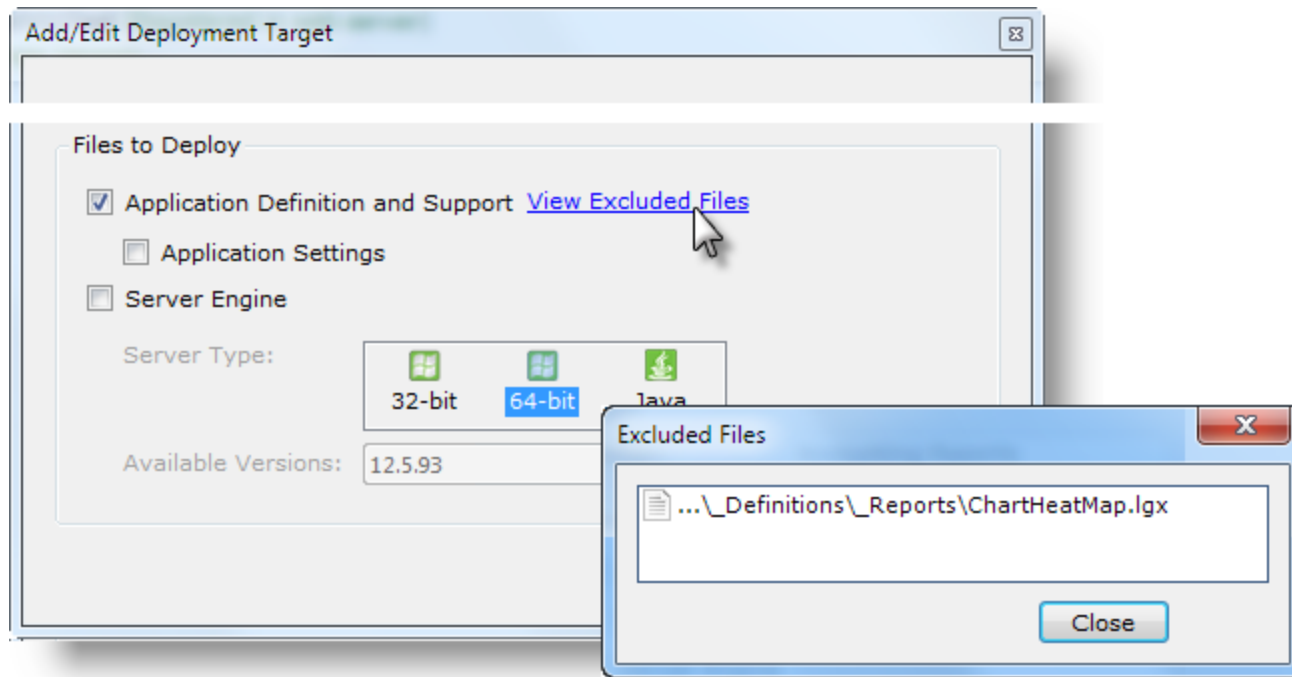 Add/Edit Deployment Target
Files to Deploy
Application Definition and Support View Excluded Files
Application Settings
Server Engine
Server Type:
32-bit 64-bit Java
Available Versions: 12.5.93
Excluded Files
...\_Definitions\_Reports\ChartHeatMap.lgx
Close